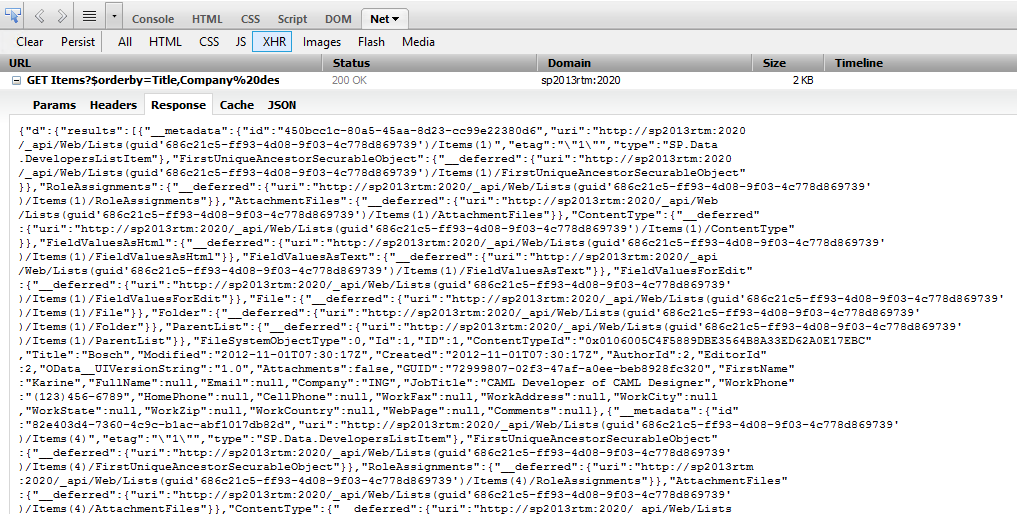 Console HTML CSS Script DOM Net
Clear Persist All HTML CSS JS XHR Images Flash Media
URL Status Domain Size Timeline
GET Items?$orderby=Title,Company%20des 200 OK sp2013rtm:2020 2 KB
Params Headers Response Cache JSON
{"d":{"results":[{"__metadata":{"id":"450bcc1c-80a5-45aa-8d23-cc99e22380d6","uri":"http://sp2013rtm:2020
/_api/Web/Lists(guid'686c21c5-ff93-4d08-9f03-4c778d869739')/Items(1)","etag":"\"1\"","type":"SP.Data
.DevelopersListItem"},"FirstUniqueAncestorSecurableObject":{"__deferred":{"uri":"http://sp2013rtm:2020
/_api/Web/Lists(guid'686c21c5-ff93-4d08-9f03-4c778d869739')/Items(1)/FirstUniqueAncestorSecurableObject"
}},"RoleAssignments":{"__deferred":{"uri":"http://sp2013rtm:2020/_api/Web/Lists(guid'686c21c5-ff93-4d08-9f03-4c778d869739'
)/Items(1)/RoleAssignments"}},"AttachmentFiles":{"__deferred":{"uri":"http://sp2013rtm:2020/_api/Web
/Lists(guid'686c21c5-ff93-4d08-9f03-4c778d869739')/Items(1)/AttachmentFiles"}},"ContentType":{"__deferred"
:{"uri":"http://sp2013rtm:2020/_api/Web/Lists(guid'686c21c5-ff93-4d08-9f03-4c778d869739')/Items(1)/ContentType"
}},"FieldValuesAsHtml":{"__deferred":{"uri":"http://sp2013rtm:2020/_api/Web/Lists(guid'686c21c5-ff93-4d08-9f03-4c778d869739'
)/Items(1)/FieldValuesAsHtml"}},"FieldValuesAsText":{"__deferred":{"uri":"http://sp2013rtm:2020/_api
/Web/Lists(guid'686c21c5-ff93-4d08-9f03-4c778d869739')/Items(1)/FieldValuesAsText"}},"FieldValuesForEdit"
:{"__deferred":{"uri":"http://sp2013rtm:2020/_api/Web/Lists(guid'686c21c5-ff93-4d08-9f03-4c778d869739'
)/Items(1)/FieldValuesForEdit"}},"File":{"__deferred":{"uri":"http://sp2013rtm:2020/_api/Web/Lists(guid'686c21c5-ff93-4d08-9f03-4c778d869739'
)/Items(1)/File"}},"Folder":{"__deferred":{"uri":"http://sp2013rtm:2020/_api/Web/Lists(guid'686c21c5-ff93-4d08-9f03-4c778d869739'
)/Items(1)/Folder"}},"ParentList":{"__deferred":{"uri":"http://sp2013rtm:2020/_api/Web/Lists(guid'686c21c5-ff93-4d08-9f03-4c778d869739'
)/Items(1)/ParentList"}},"FileSystemObjectType":0,"Id":1,"ID":1,"ContentTypeId":"0x0106005C4F5889DBE3564B8A33ED62A0E17EBC"
,"Title":"Bosch","Modified":"2012-11-01T07:30:17Z","Created":"2012-11-01T07:30:17Z","AuthorId":2,"EditorId"
:2,"OData__UIVersionString":"1.0","Attachments":false,"GUID":"72999807-02f3-47af-a0ee-beb8928fc320","FirstName"
:"Karine","FullName":null,"Email":null,"Company":"ING","JobTitle":"CAML Developer of CAML Designer","WorkPhone"
:"(123)456-6789","HomePhone":null,"CellPhone":null,"WorkFax":null,"WorkAddress":null,"WorkCity":null
,"WorkState":null,"WorkZip":null,"WorkCountry":null,"WebPage":null,"Comments":null},{"__metadata":{"id"
:"82e403d4-7360-4c9c-b1ac-abf1017db82d","uri":"http://sp2013rtm:2020/_api/Web/Lists(guid'686c21c5-ff93-4d08-9f03-4c778d869739'
)/Items(4)","etag":"\"1\"","type":"SP.Data.DevelopersListItem"},"FirstUniqueAncestorSecurableObject"
:{"__deferred":{"uri":"http://sp2013rtm:2020/_api/Web/Lists(guid'686c21c5-ff93-4d08-9f03-4c778d869739'
)/Items(4)/FirstUniqueAncestorSecurableObject"}},"RoleAssignments":{"__deferred":{"uri":"http://sp2013rtm
:2020/_api/Web/Lists(guid'686c21c5-ff93-4d08-9f03-4c778d869739')/Items(4)/RoleAssignments"}},"AttachmentFiles"
:{"__deferred":{"uri":"http://sp2013rtm:2020/_api/Web/Lists(guid'686c21c5-ff93-4d08-9f03-4c778d869739'
)/Items(4)/AttachmentFiles"}},"ContentType":{"__deferred":{"uri":"http://sp2013rtm:2020/_api/Web/Lists